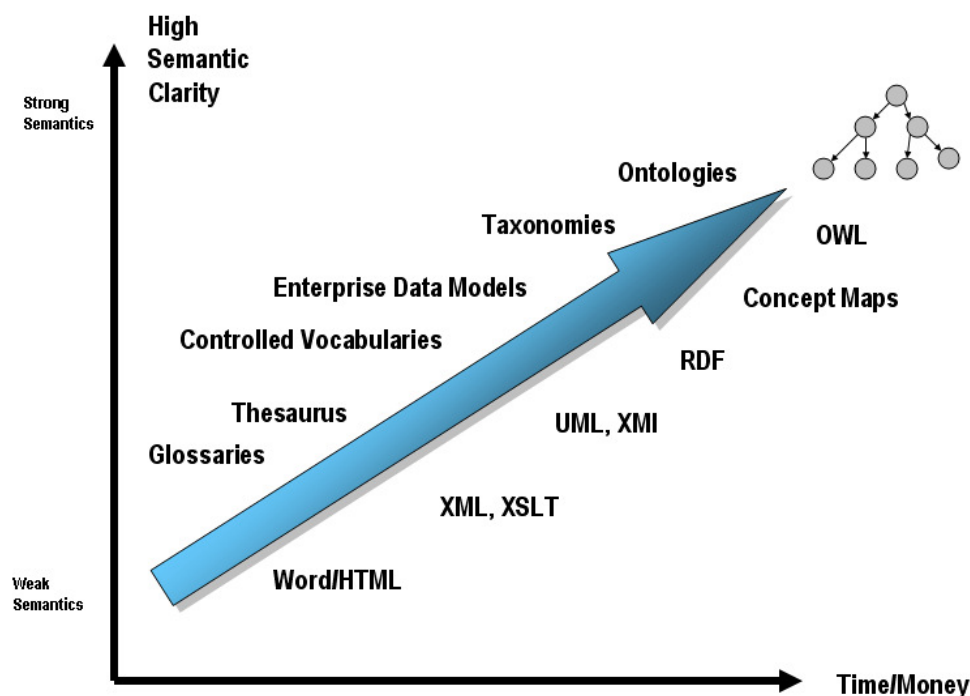 High
Semantic
Clarity
Strong
Semantics
Ontologies
Taxonomies
OWL
Enterprise Data Models
Concept Maps
Controlled Vocabularies
RDF
Thesaurus
UML, XMI
Glossaries
XML, XSLT
Word/HTML
Weak
Semantics
Time/Money